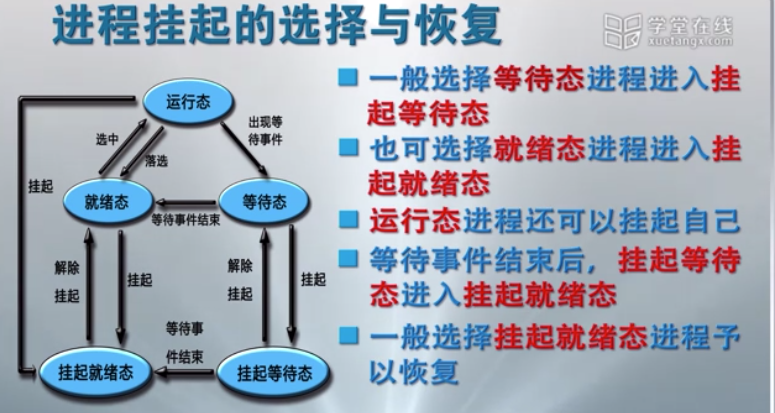 进程挂起的选择与恢复
学堂在线
xuetangx.com
运行态
出现等
待事件
选中
落选
挂起
就绪态
等待态
等待事件结束
解除
挂起
挂起
解除
挂起
挂起
等待事
件结束
挂起就绪态
挂起等待态
一般选择等待态进程进入挂
起等待态
也可选择就绪态进程进入挂
起就绪态
运行态进程还可以挂起自己
等待事件结束后，挂起等待
态进入挂起就绪态
一般选择挂起就绪态进程予
以恢复